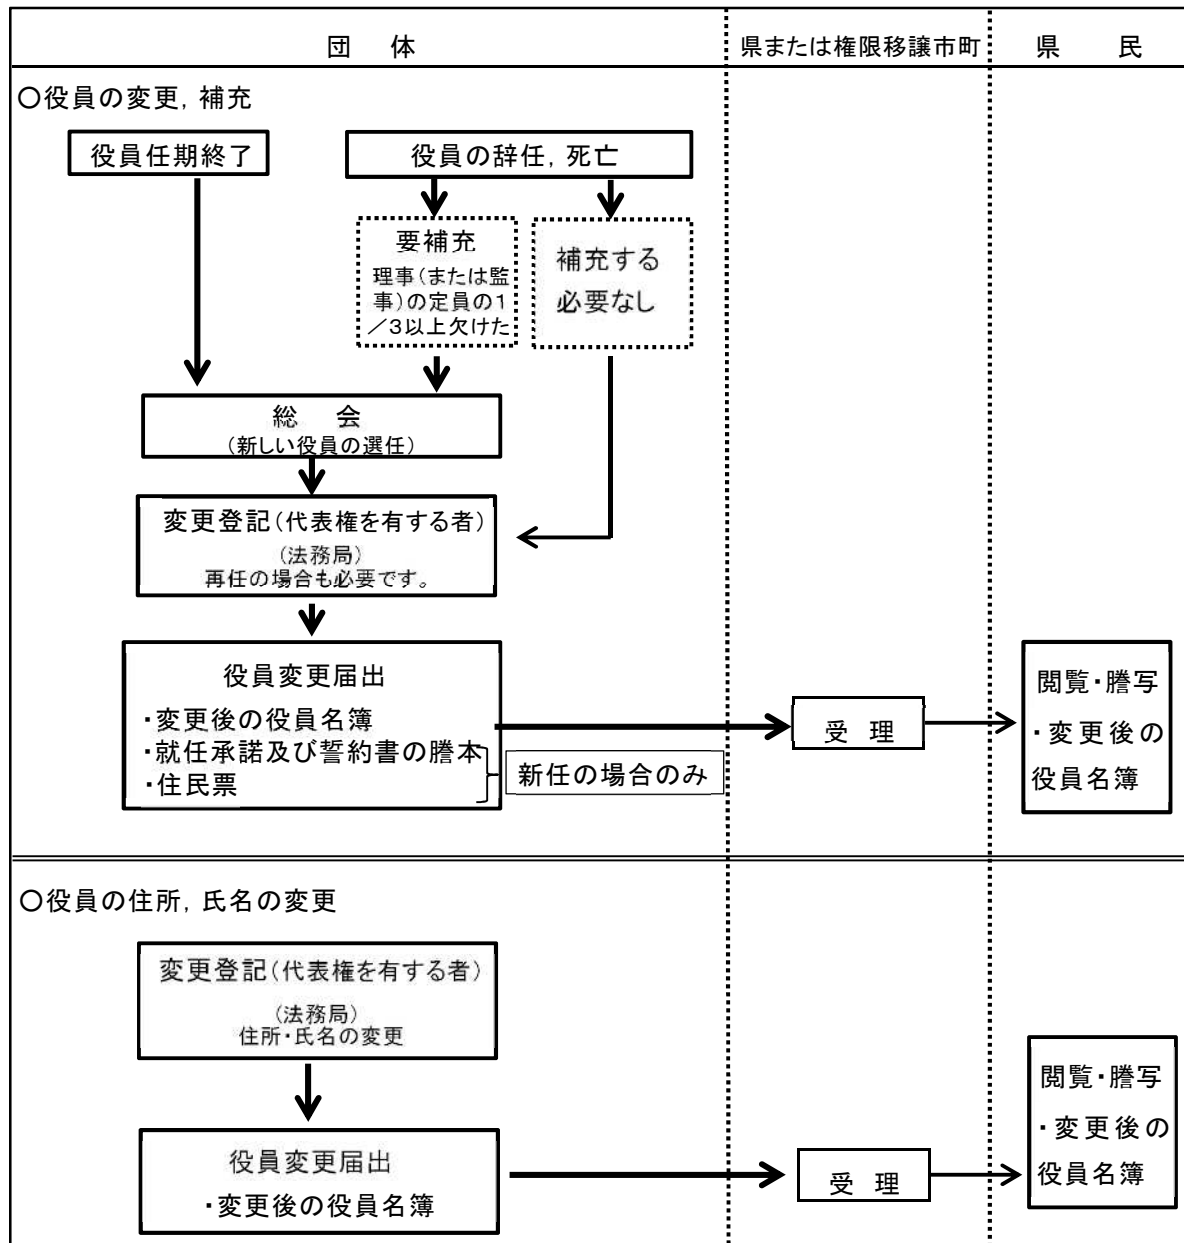 団　体
県または権限移譲市町
県　民
○役員の変更，補充
役員任期終了
役員の辞任，死亡
要補充
理事（または監
事）の定員の１
／３以上欠けた
補充する
必要なし
総　会
（新しい役員の選任）
変更登記（代表権を有する者）
（法務局）
再任の場合も必要です。
役員変更届出
・変更後の役員名簿
・就任承諾及び誓約書の謄本
・住民票
新任の場合のみ
受　理
閲覧・謄写
・変更後の
役員名簿
○役員の住所，氏名の変更
変更登記（代表権を有する者）
（法務局）
住所・氏名の変更
役員変更届出
・変更後の役員名簿
受　理
閲覧・謄写
・変更後の
役員名簿